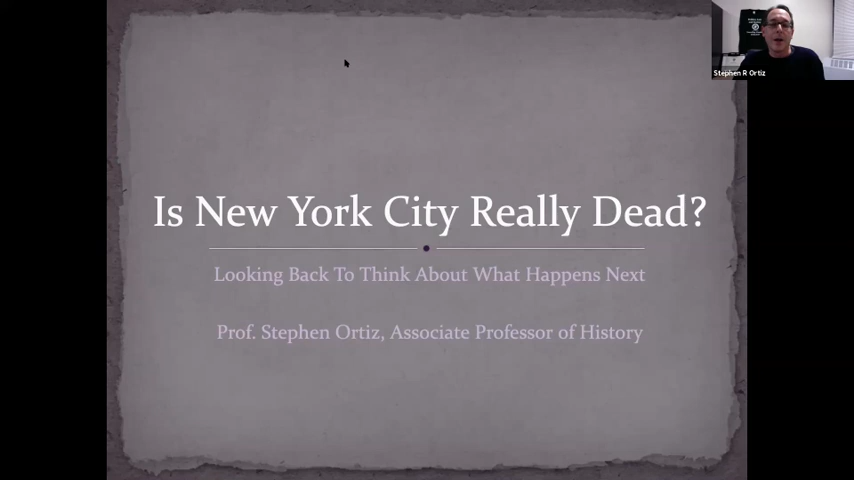 Is New York City Really Dead?
Looking Back To Think About What Happens Next
Prof. Stephen Ortiz, Associate Professor of History
Stephen R Ortiz